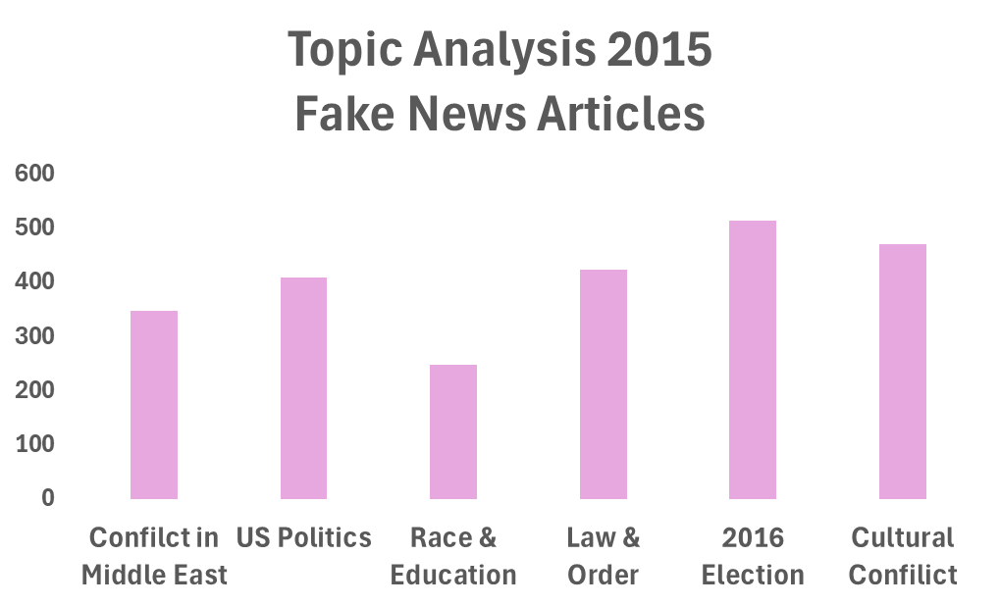 Topic Analysis 2015
Fake News Articles
600
500
400
300
200
100
0
Confilct in
Middle East
US Politics
Race &
Education
Law &
Order
2016
Election
Cultural
Confilict